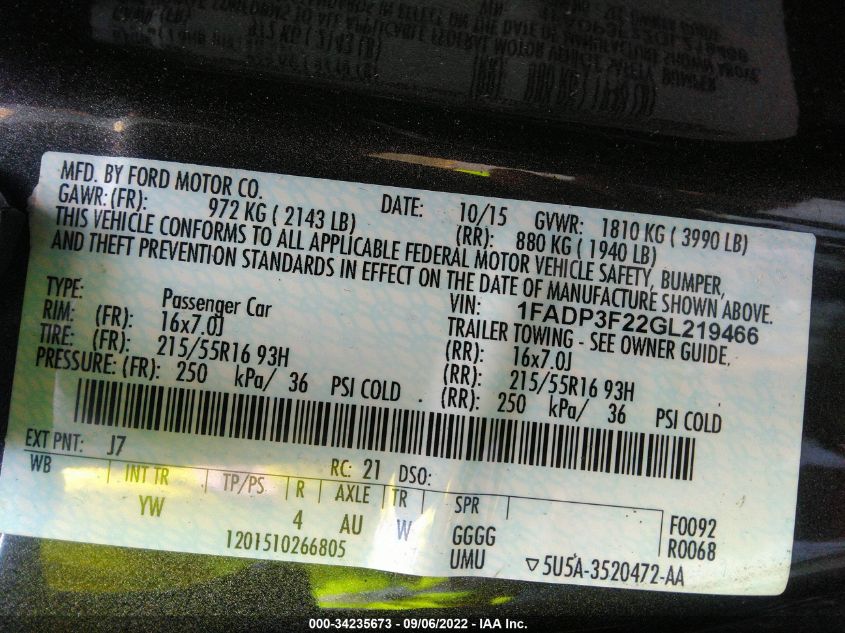 MFD. BY FORD MOTOR CO.
DATE: 10/15 GVWR: 1810 KG ( 3990 LB)
GAWR: (FR): 972 KG ( 2143 LB) (RR): 880 KG ( 1940 LB)
THIS VEHICLE CONFORMS TO ALL APPLICABLE FEDERAL MOTOR VEHICLE SAFETY, BUMPER,
AND THEFT PREVENTION STANDARDS IN EFFECT ON THE DATE OF MANUFACTURE SHOWN ABOVE.
VIN: 1FADP3F22GL219466
TYPE: Passenger Car TRAILER TOWING - SEE OWNER GUIDE,
RIM: (FR): 16x7.0J (RR): 16x7.0J
TIRE: (FR): 215/55R16 93H (RR): 215/55R16 93H
PRESSURE: (FR): 250 kPa/ 36 PSI COLD (RR): 250 kPa/ 36 PSI COLD
EXT PNT: J7 RC: 21 DSO:
WB INT TR TP/PS R AXLE TR SPR
YW 4 AU W GGGG F0092
1201510266805 UMU R0068
▽5U5A-3520472-AA
000-34235673 - 09/06/2022 - IAA Inc.